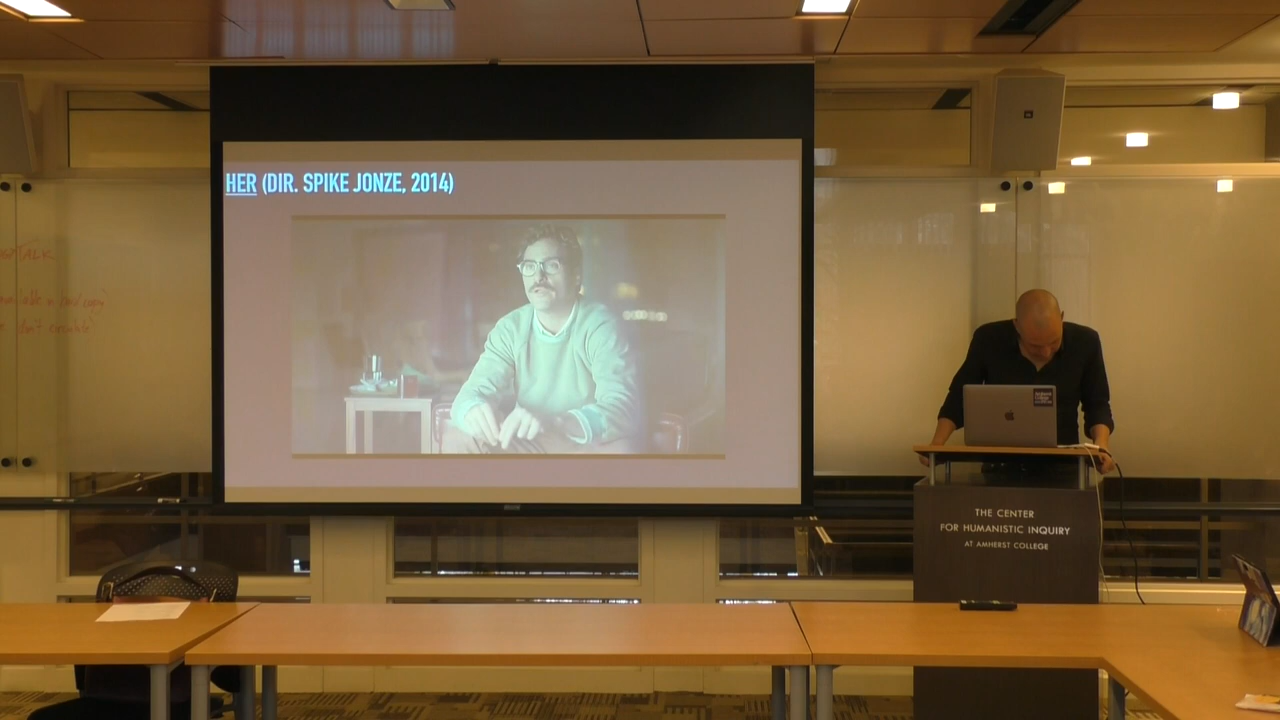 HER (DIR. SPIKE JONZE, 2014)
THE CENTER
FOR HUMANISTIC INQUIRY
AT AMHERST COLLEGE